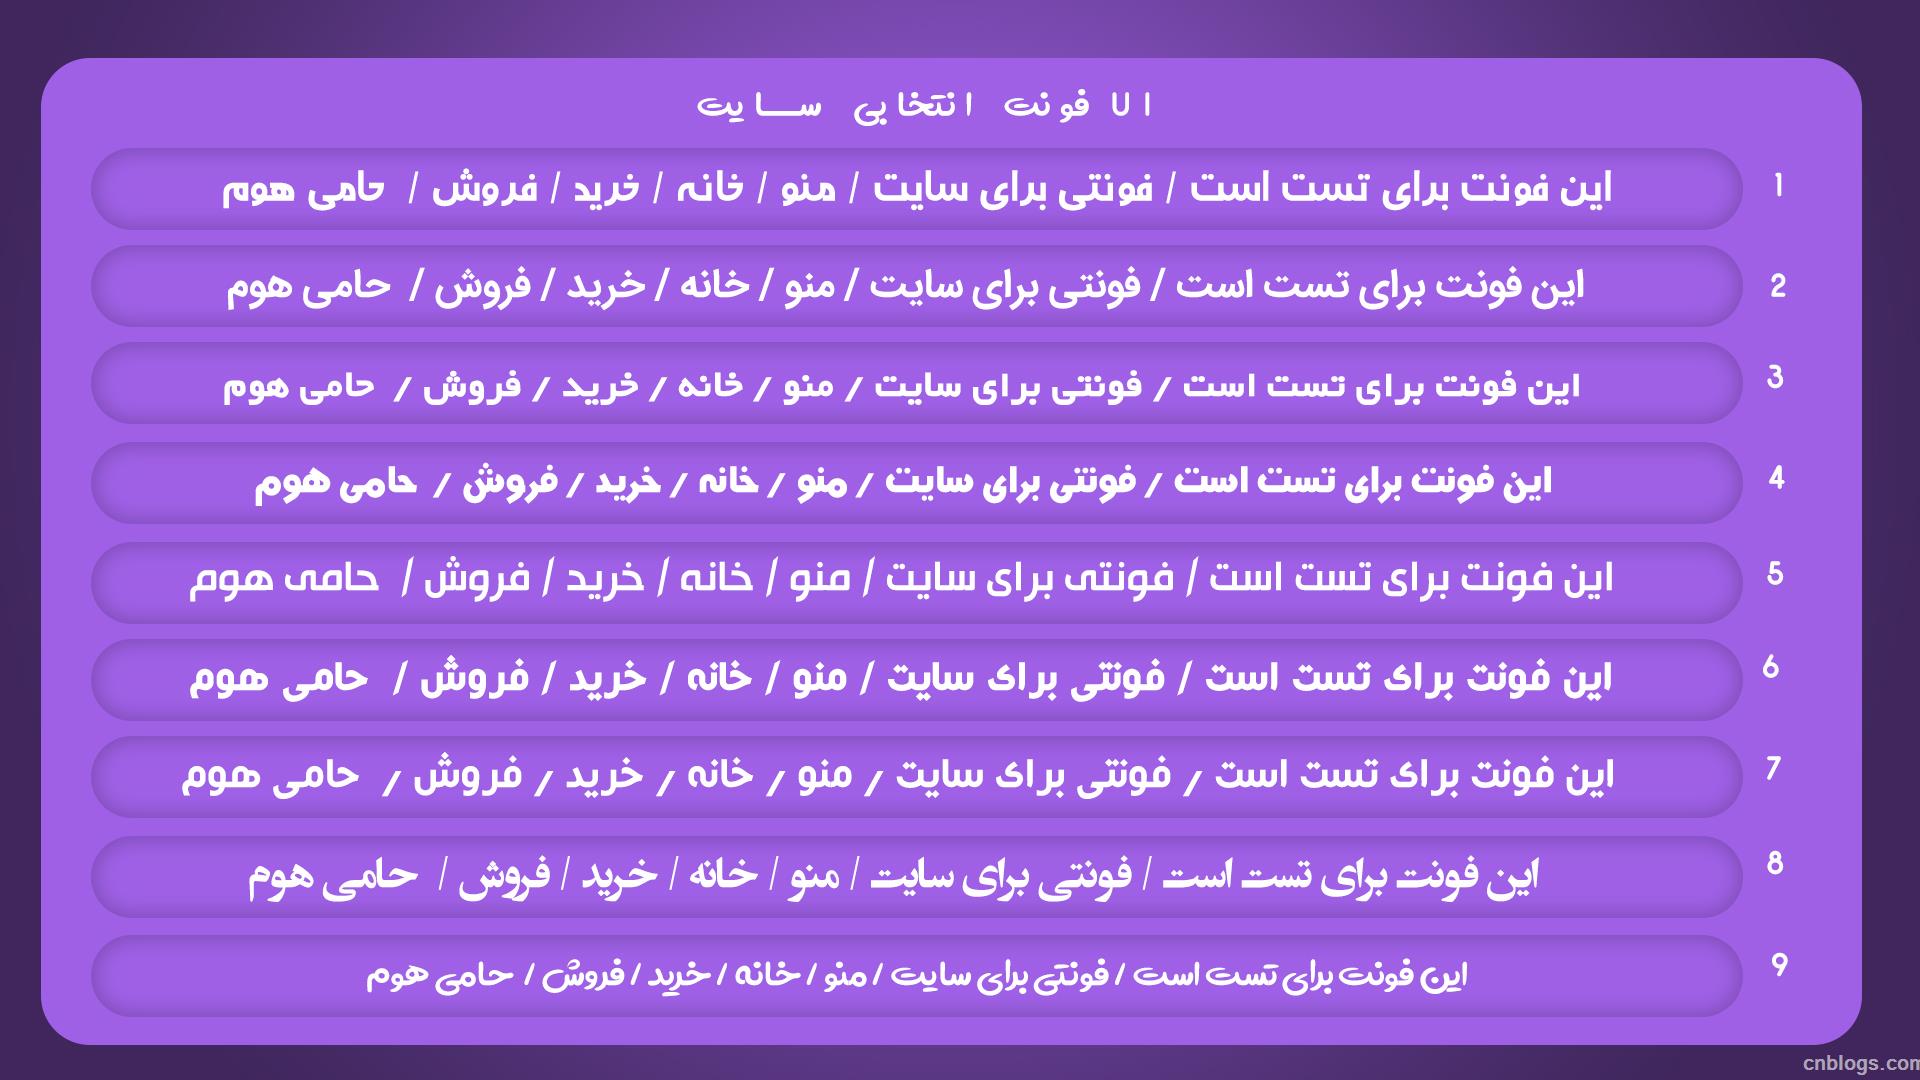 ۱۷ فونت انتخابی سـایت
این فونت برای تست است / فونتی برای سایت / منو / خانه / خرید / فروش / حامی هوم 1
این فونت برای تست است / فونتی برای سایت / منو / خانه / خرید / فروش / حامی هوم 2
این فونت برای تست است / فونتی برای سایت / منو / خانه / خرید / فروش / حامی هوم 3
این فونت برای تست است / فونتی برای سایت / منو / خانه / خرید / فروش / حامی هوم 4
این فونت برای تست است / فونتی برای سایت / منو / خانه / خرید / فروش / حامی هوم 5
این فونت برای تست است / فونتی برای سایت / منو / خانه / خرید / فروش / حامی هوم 6
این فونت برای تست است / فونتی برای سایت / منو / خانه / خرید / فروش / حامی هوم 7
این فونت برای تست است / فونتی برای سایت / منو / خانه / خرید / فروش / حامی هوم 8
این فونت برای تست است / فونتی برای سایت / منو / خانه / خرید / فروش / حامی هوم 9
cnblogs.com